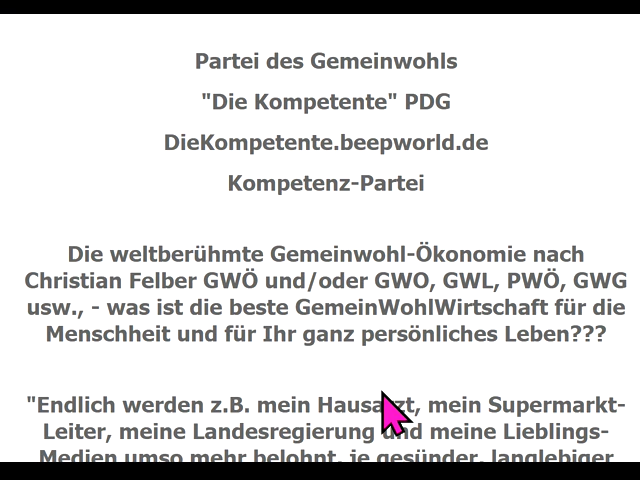 Partei des Gemeinwohls
"Die Kompetente" PDG
DieKompetente.beepworld.de
Kompetenz-Partei
Die weltberühmte Gemeinwohl-Ökonomie nach
Christian Felber GWÖ und/oder GWO, GWL, PWÖ, GWG
usw., - was ist die beste GemeinWohlWirtschaft für die
Menschheit und für Ihr ganz persönliches Leben???
"Endlich werden z.B. mein Hausarzt, mein Supermarkt-
Leiter, meine Landesregierung und meine Lieblings-
Medien umso mehr belohnt, je gesünder, langlebiger